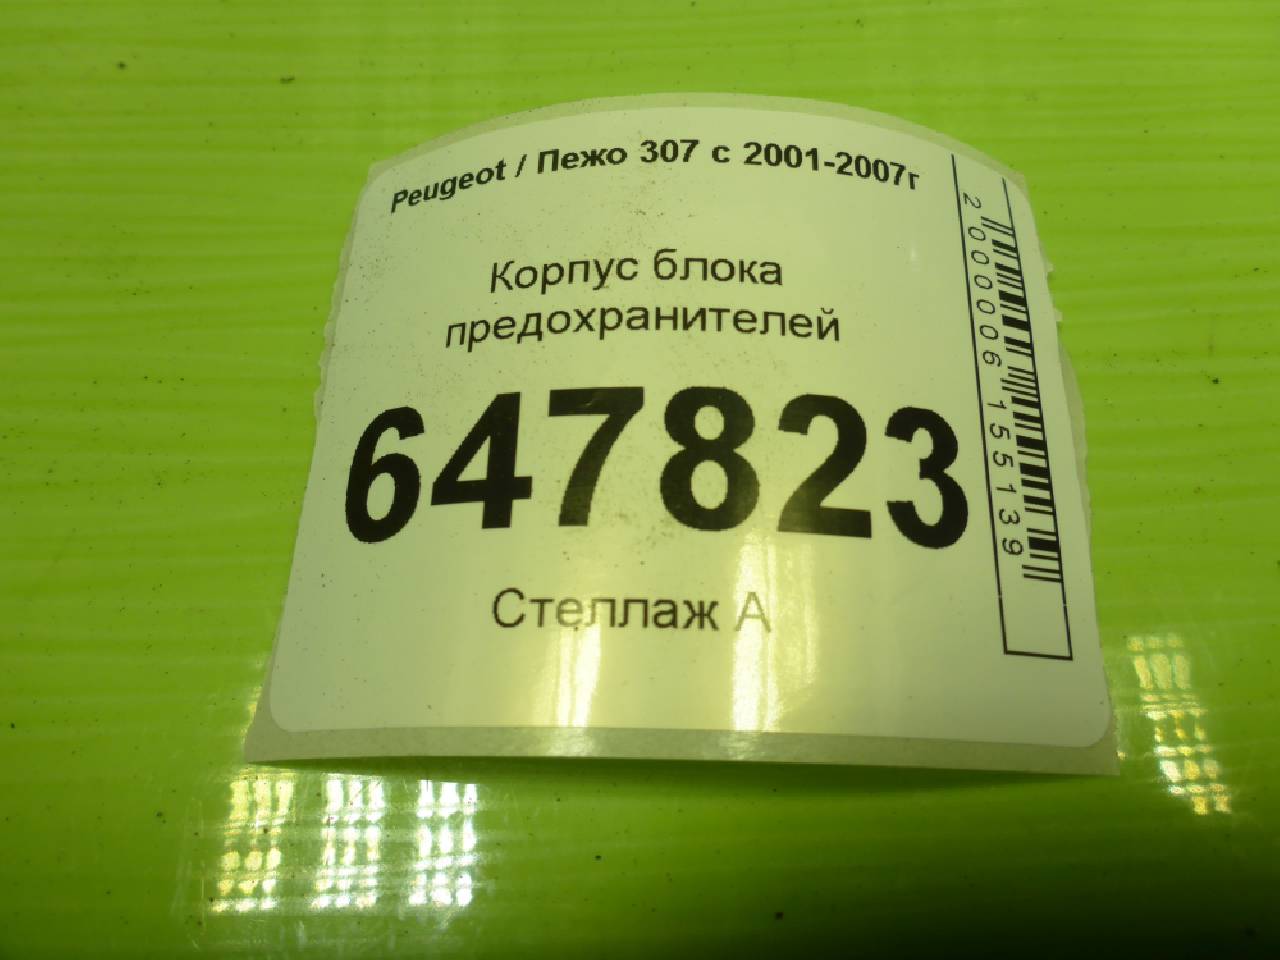 Peugeot / Пежо 307 с 2001-2007г
Корпус блока
предохранителей
647823
Стеллаж А
2000006155139